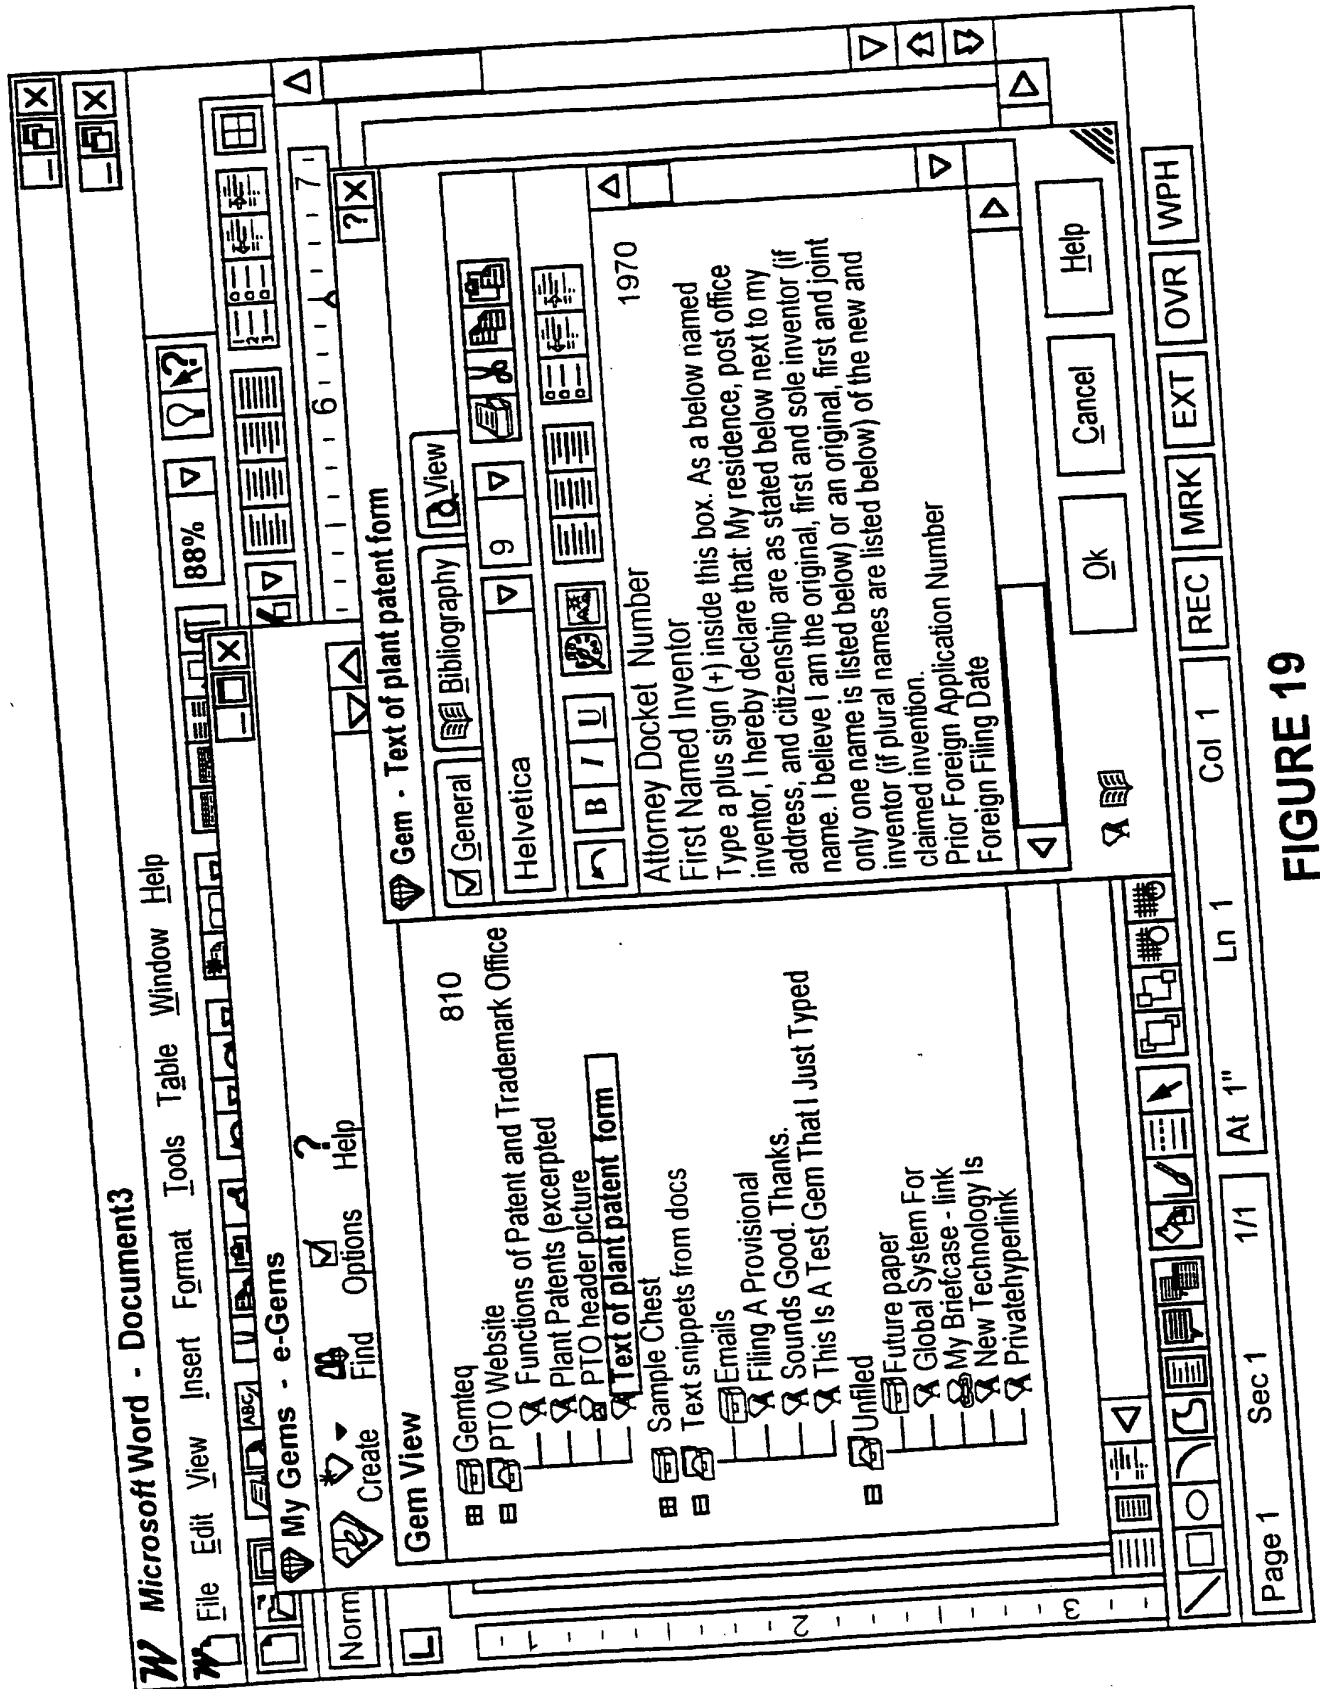 W Microsoft Word - Document3
File Edit View Insert Format Tools Table Window Help
ABC
88%
?
My Gems - e-Gems
Create Find Options Help
?
Norm
6 7
L
Gem View
810
Gemteq
PTO Website
Functions of Patent and Trademark Office
Plant Patents (excerpted
PTO header picture
Text of plant patent form
Sample Chest
Text snippets from docs
Emails
Filing A Provisional
Sounds Good. Thanks.
This Is A Test Gem That I Just Typed
Unfiled
Future paper
Global System For
My Briefcase - link
New Technology Is
Privatehyperlink
Gem - Text of plant patent form
? X
General Bibliography View
Helvetica 9
B I U
1970
Attorney Docket Number
First Named Inventor
Type a plus sign (+) inside this box. As a below named
inventor, I hereby declare that: My residence, post office
address, and citizenship are as stated below next to my
name. I believe I am the original, first and sole inventor (if
only one name is listed below) or an original, first and joint
inventor (if plural names are listed below) of the new and
claimed invention.
Prior Foreign Application Number
Foreign Filing Date
Ok Cancel Help
1
2
3
Page 1 Sec 1 1/1 At 1" Ln 1 Col 1 REC MRK EXT OVR WPH
FIGURE 19